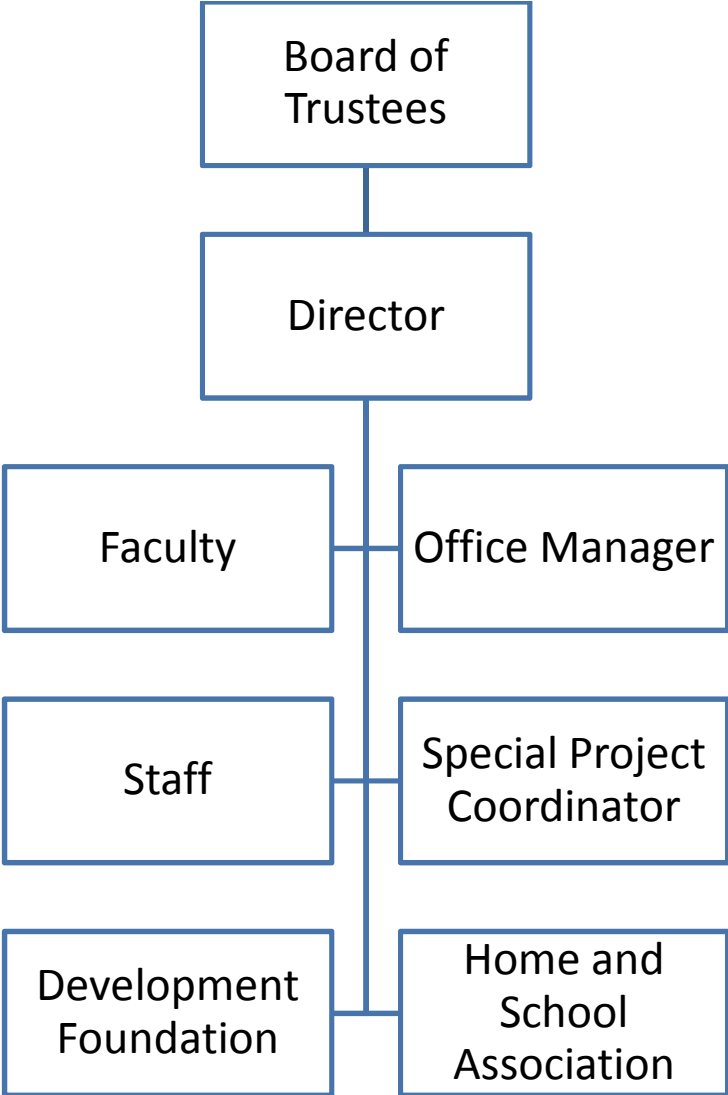 Board of
Trustees
Director
Faculty
Office Manager
Staff
Special Project
Coordinator
Development
Foundation
Home and
School
Association